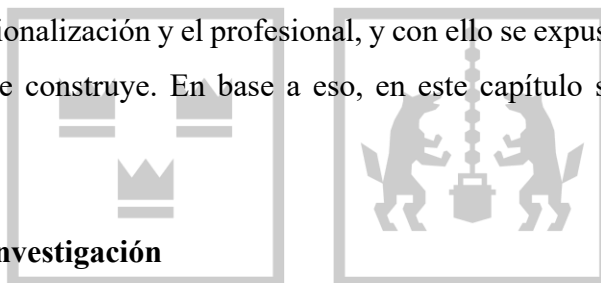 ionalización y el profesional, y con ello se expus
e construye. En base a eso, en este capítulo s
nvestigación